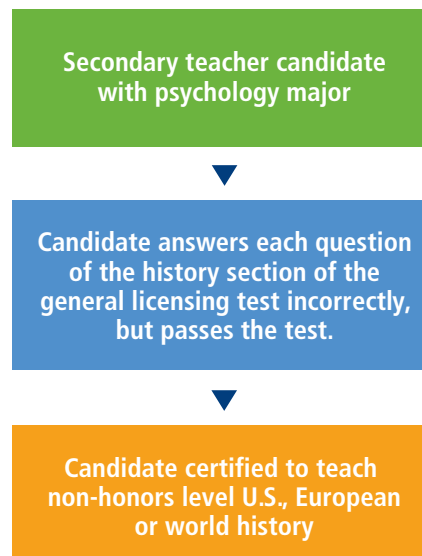 Secondary teacher candidate
with psychology major
Candidate answers each question
of the history section of the
general licensing test incorrectly,
but passes the test.
Candidate certified to teach
non-honors level U.S., European
or world history